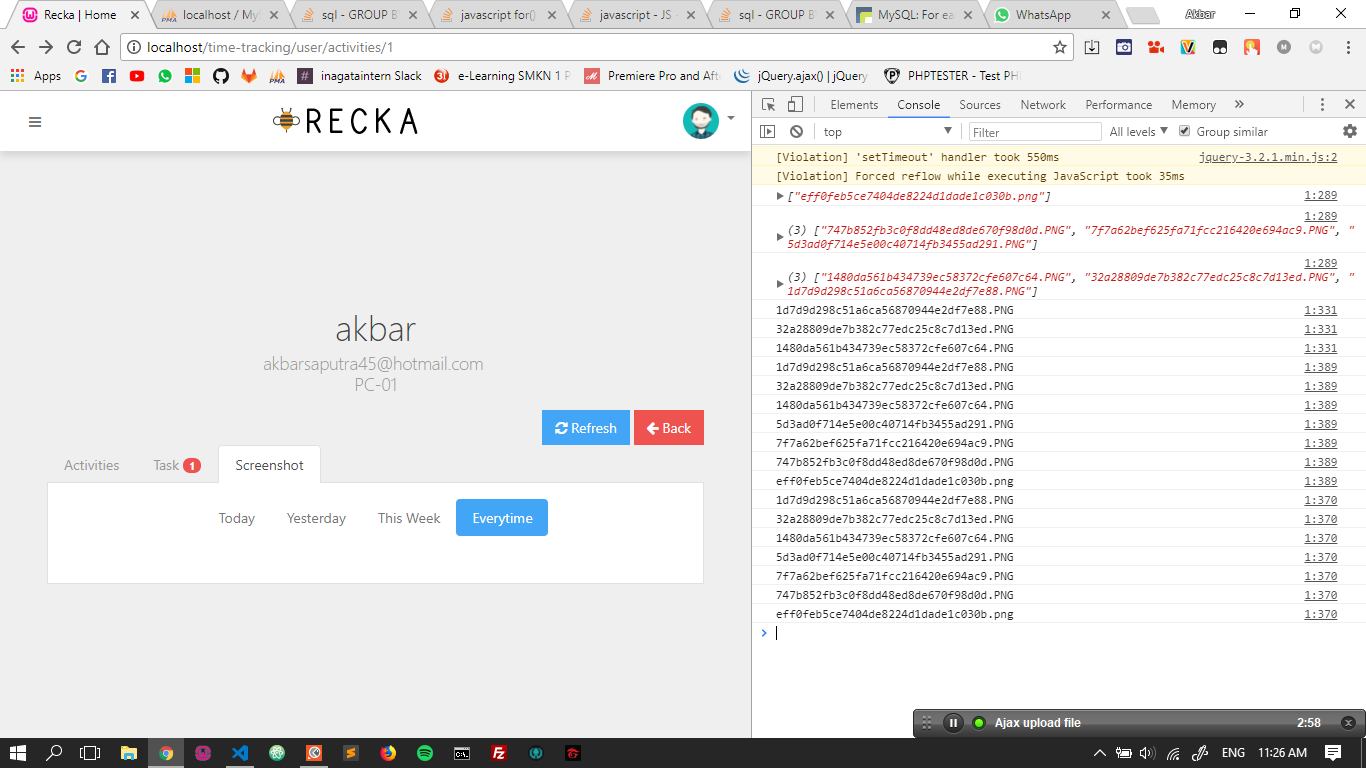 Recka | Home
localhost / My
sql - GROUP B
javascript for()
javascript - JS
sql - GROUP B
MySQL: For ea
WhatsApp
Akbar
localhost/time-tracking/user/activities/1
Apps
inagataintern Slack
e-Learning SMKN 1 P
Premiere Pro and Aft
jQuery.ajax() | jQuery
PHPTESTER - Test PH
RECKA
Elements Console Sources Network Performance Memory »
top Filter All levels Group similar
[Violation] 'setTimeout' handler took 550ms jquery-3.2.1.min.js:2
[Violation] Forced reflow while executing JavaScript took 35ms
["eff0feb5ce7404de8224d1dade1c030b.png"] 1:289
1:289
(3) ["747b852fb3c0f8dd48ed8de670f98d0d.PNG", "7f7a62bef625fa71fcc216420e694ac9.PNG", "
5d3ad0f714e5e00c40714fb3455ad291.PNG"]
1:289
(3) ["1480da561b434739ec58372cfe607c64.PNG", "32a28809de7b382c77edc25c8c7d13ed.PNG", "
1d7d9d298c51a6ca56870944e2df7e88.PNG"]
1d7d9d298c51a6ca56870944e2df7e88.PNG 1:331
32a28809de7b382c77edc25c8c7d13ed.PNG 1:331
1480da561b434739ec58372cfe607c64.PNG 1:331
1d7d9d298c51a6ca56870944e2df7e88.PNG 1:389
32a28809de7b382c77edc25c8c7d13ed.PNG 1:389
1480da561b434739ec58372cfe607c64.PNG 1:389
5d3ad0f714e5e00c40714fb3455ad291.PNG 1:389
7f7a62bef625fa71fcc216420e694ac9.PNG 1:389
747b852fb3c0f8dd48ed8de670f98d0d.PNG 1:389
eff0feb5ce7404de8224d1dade1c030b.png 1:389
1d7d9d298c51a6ca56870944e2df7e88.PNG 1:370
32a28809de7b382c77edc25c8c7d13ed.PNG 1:370
1480da561b434739ec58372cfe607c64.PNG 1:370
5d3ad0f714e5e00c40714fb3455ad291.PNG 1:370
7f7a62bef625fa71fcc216420e694ac9.PNG 1:370
747b852fb3c0f8dd48ed8de670f98d0d.PNG 1:370
eff0feb5ce7404de8224d1dade1c030b.png 1:370
akbar
akbarsaputra45@hotmail.com
PC-01
Refresh Back
Activities Task 1 Screenshot
Today Yesterday This Week Everytime
Ajax upload file 2:58
ENG 11:26 AM